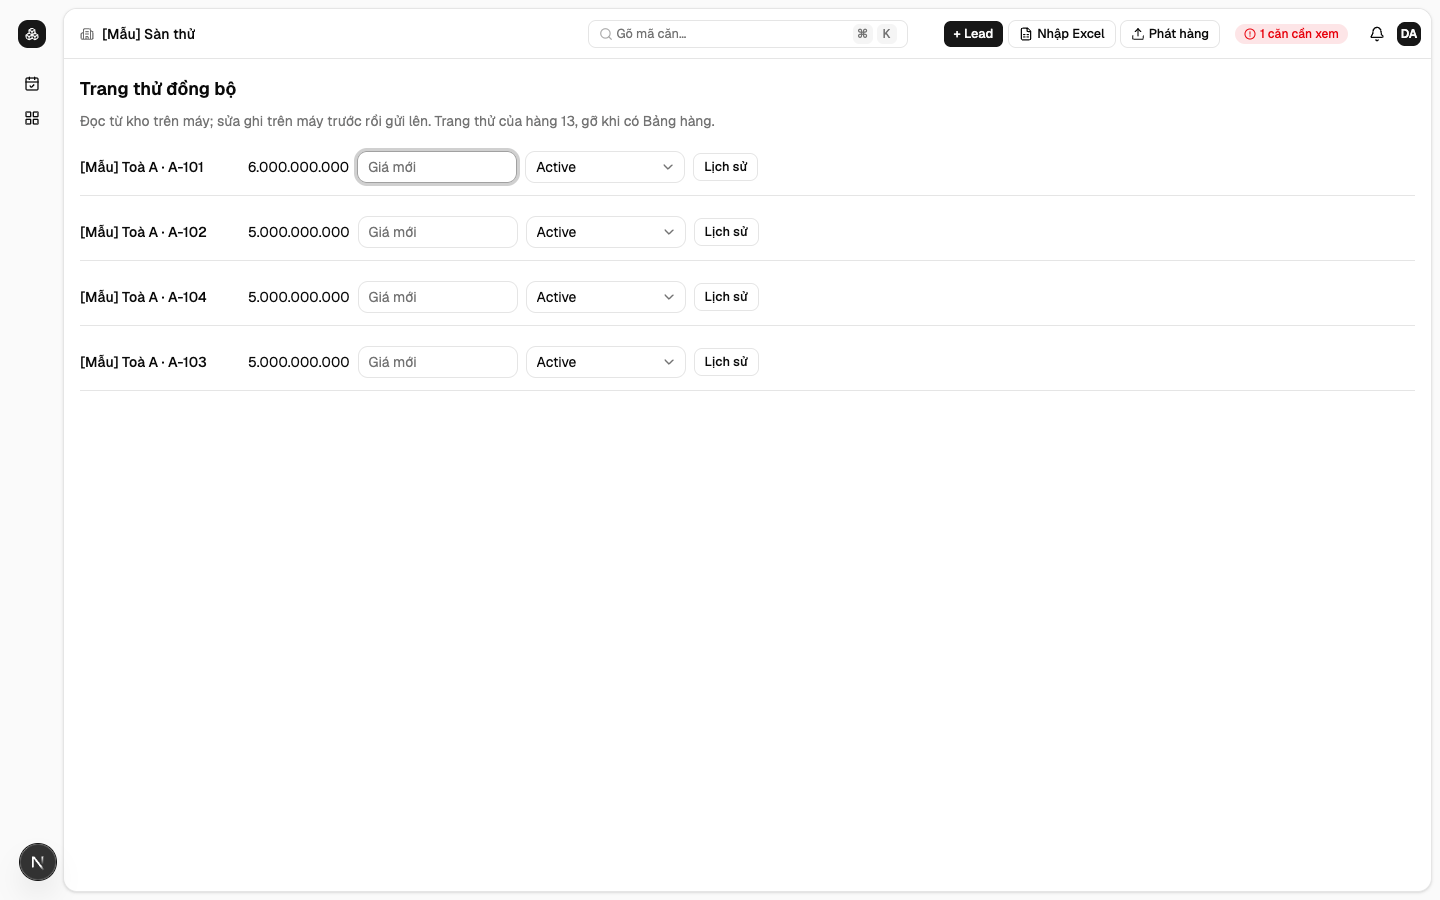 [Mẫu] Sàn thử
Gõ mã căn...
⌘ K
+ Lead
Nhập Excel
Phát hàng
1 căn cần xem
DA
Trang thử đồng bộ
Đọc từ kho trên máy; sửa ghi trên máy trước rồi gửi lên. Trang thử của hàng 13, gỡ khi có Bảng hàng.
[Mẫu] Toà A · A-101 6.000.000.000 Giá mới Active Lịch sử
[Mẫu] Toà A · A-102 5.000.000.000 Giá mới Active Lịch sử
[Mẫu] Toà A · A-104 5.000.000.000 Giá mới Active Lịch sử
[Mẫu] Toà A · A-103 5.000.000.000 Giá mới Active Lịch sử
N